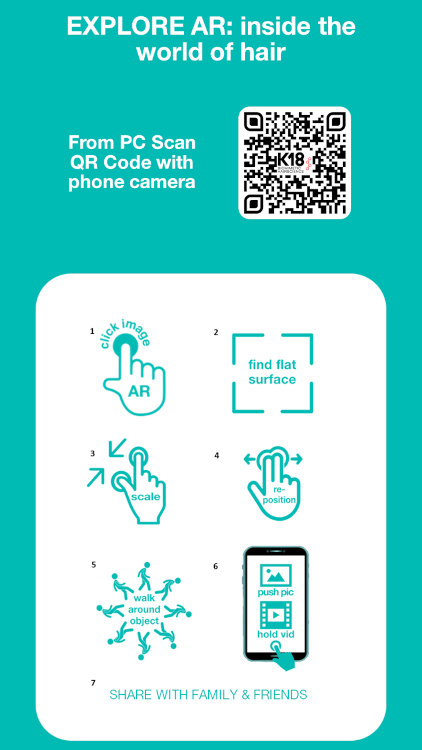 EXPLORE AR: inside the
world of hair
From PC Scan
QR Code with
phone camera
K18
BIOMIMETIC
HAIRSCIENCE
1
click image
AR
2
find flat
surface
3
scale
4
re-
position
5
walk
around
object
6
push pic
hold vid
7
SHARE WITH FAMILY & FRIENDS